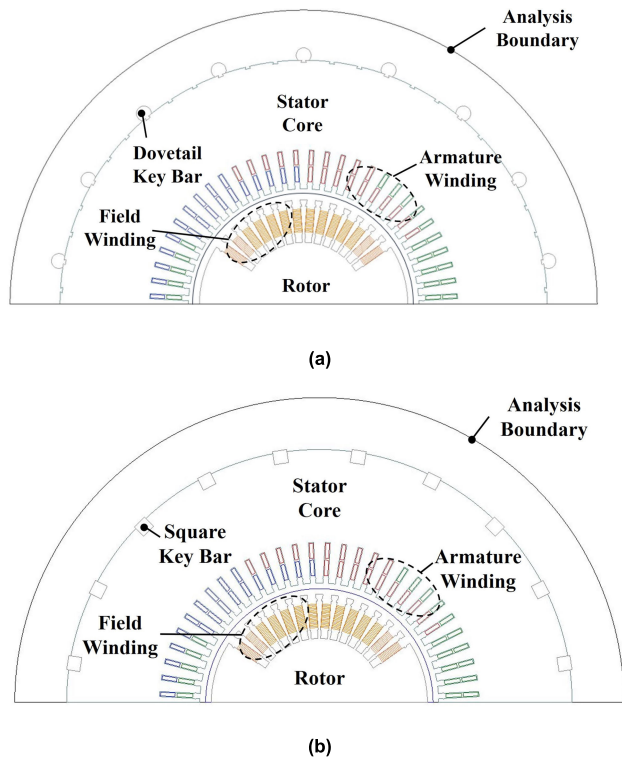 Analysis
Boundary
Stator
Core
Dovetail
Key Bar
Armature
Winding
Field
Winding
Rotor
(a)
Analysis
Boundary
Stator
Core
Square
Key Bar
Armature
Winding
Field
Winding
Rotor
(b)